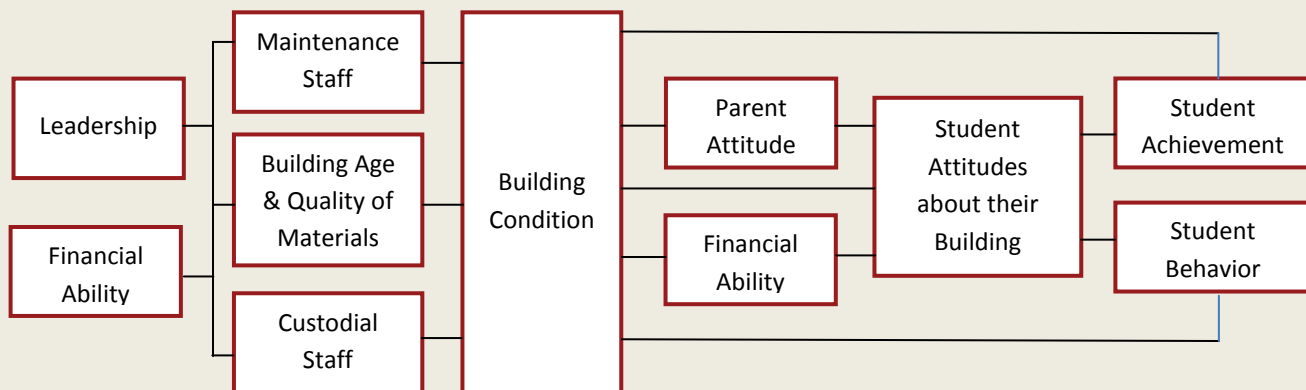 Leadership
Financial
Ability
Maintenance
Staff
Building Age
& Quality of
Materials
Custodial
Staff
Building
Condition
Parent
Attitude
Financial
Ability
Student
Attitudes
about their
Building
Student
Achievement
Student
Behavior